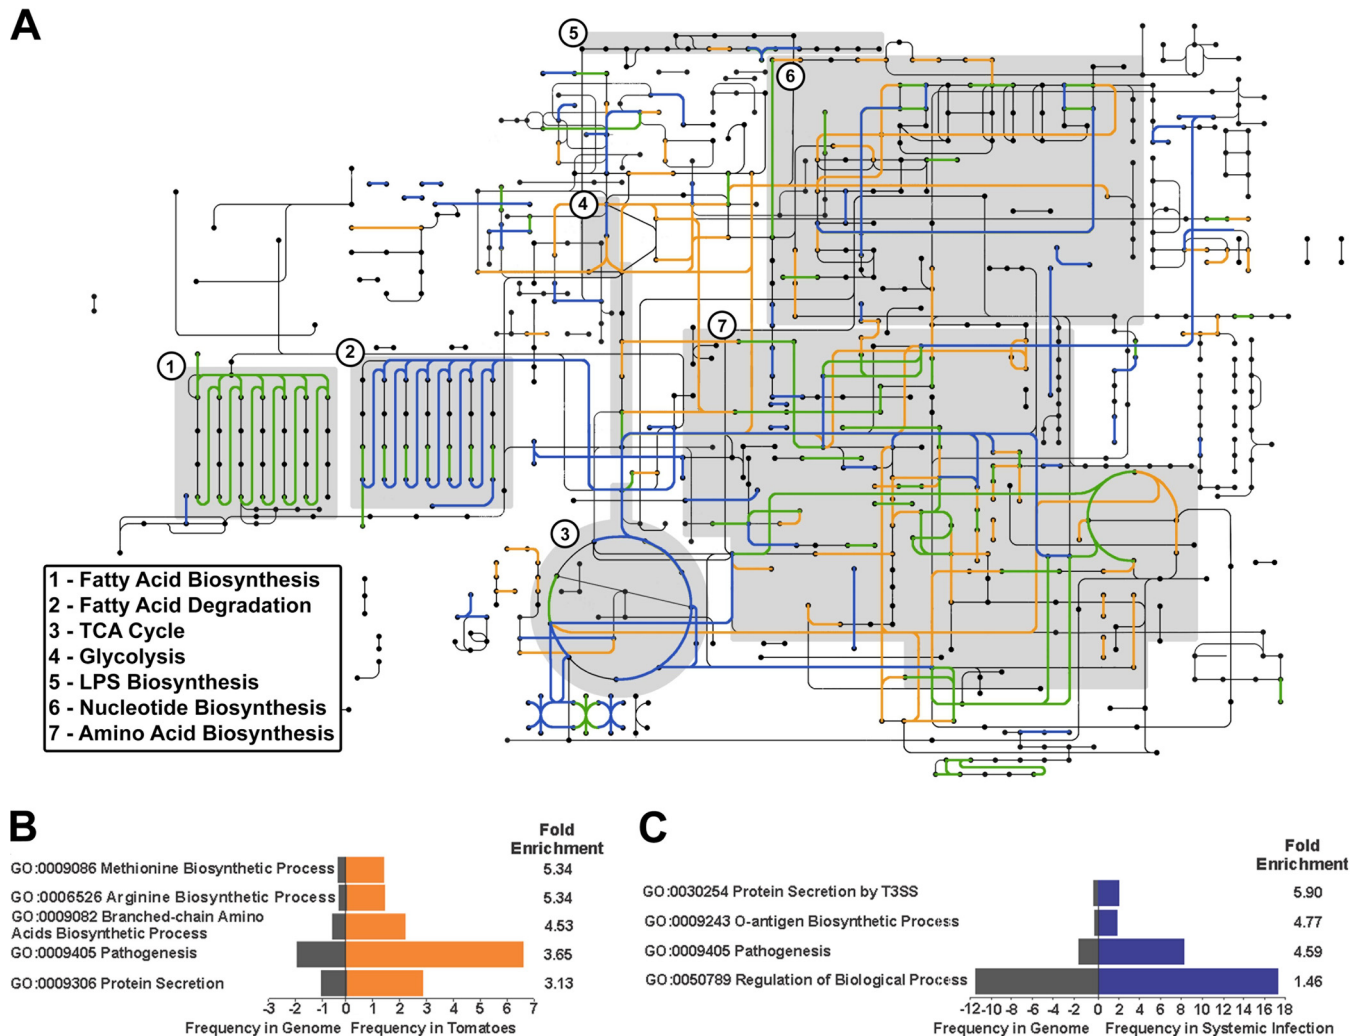 A
5
6
4
7
1
2
3
1 - Fatty Acid Biosynthesis
2 - Fatty Acid Degradation
3 - TCA Cycle
4 - Glycolysis
5 - LPS Biosynthesis
6 - Nucleotide Biosynthesis
7 - Amino Acid Biosynthesis
B
Fold
Enrichment
GO:0009086 Methionine Biosynthetic Process 5.34
GO:0006526 Arginine Biosynthetic Process 5.34
GO:0009082 Branched-chain Amino
Acids Biosynthetic Process 4.53
GO:0009405 Pathogenesis 3.65
GO:0009306 Protein Secretion 3.13
-3 -2 -1 0 1 2 3 4 5 6 7
Frequency in Genome Frequency in Tomatoes
C
Fold
Enrichment
GO:0030254 Protein Secretion by T3SS 5.90
GO:0009243 O-antigen Biosynthetic Process 4.77
GO:0009405 Pathogenesis 4.59
GO:0050789 Regulation of Biological Process 1.46
-12 -10 -8 -6 -4 -2 0 2 4 6 8 10 12 14 16 18
Frequency in Genome Frequency in Systemic Infection